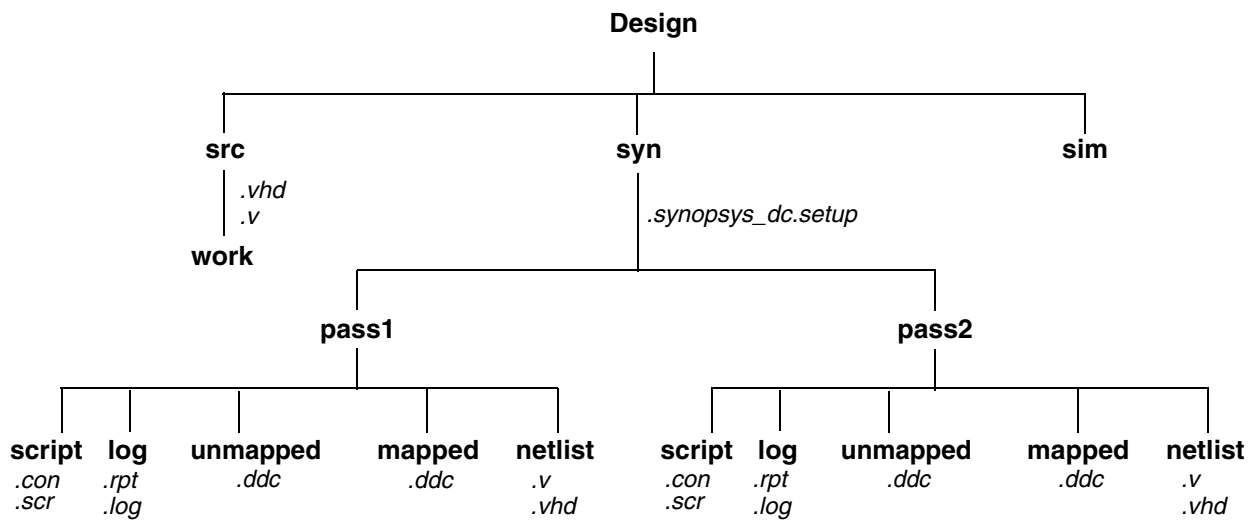 Design
src syn sim
.vhd
.synopsys_dc.setup
.v
work
pass1 pass2
script log unmapped mapped netlist script log unmapped mapped netlist
.con .rpt .ddc .ddc .v .con .rpt .ddc .ddc .v
.scr .log .vhd .scr .log .vhd